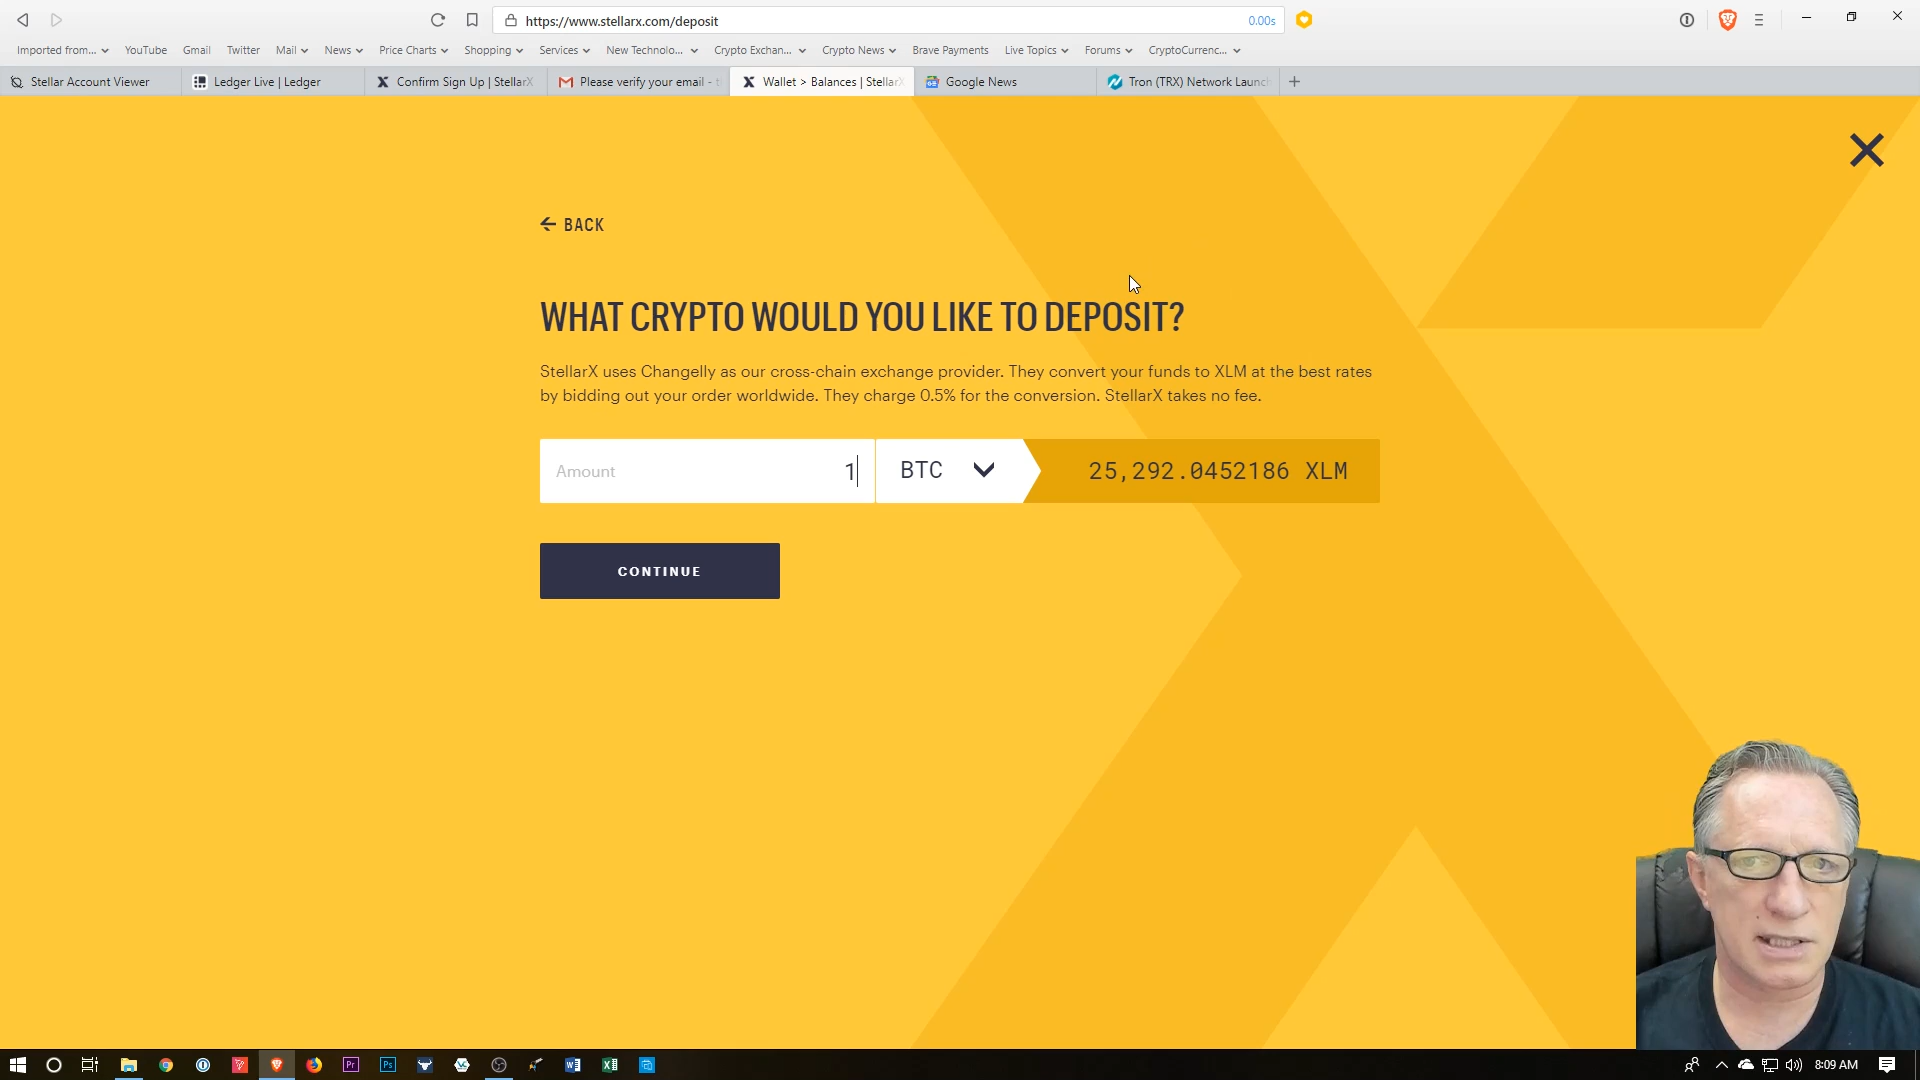 https://www.stellarx.com/deposit
0.00s
Imported from...
YouTube
Gmail
Twitter
Mail
News
Price Charts
Shopping
Services
New Technolo...
Crypto Exchan...
Crypto News
Brave Payments
Live Topics
Forums
CryptoCurrenc...
Stellar Account Viewer
Ledger Live | Ledger
Confirm Sign Up | StellarX
Please verify your email - t
Wallet > Balances | StellarX
Google News
Tron (TRX) Network Launch
BACK
WHAT CRYPTO WOULD YOU LIKE TO DEPOSIT?
StellarX uses Changelly as our cross-chain exchange provider. They convert your funds to XLM at the best rates
by bidding out your order worldwide. They charge 0.5% for the conversion. StellarX takes no fee.
Amount 1 BTC 25,292.0452186 XLM
CONTINUE
Pr
Ps
8:09 AM